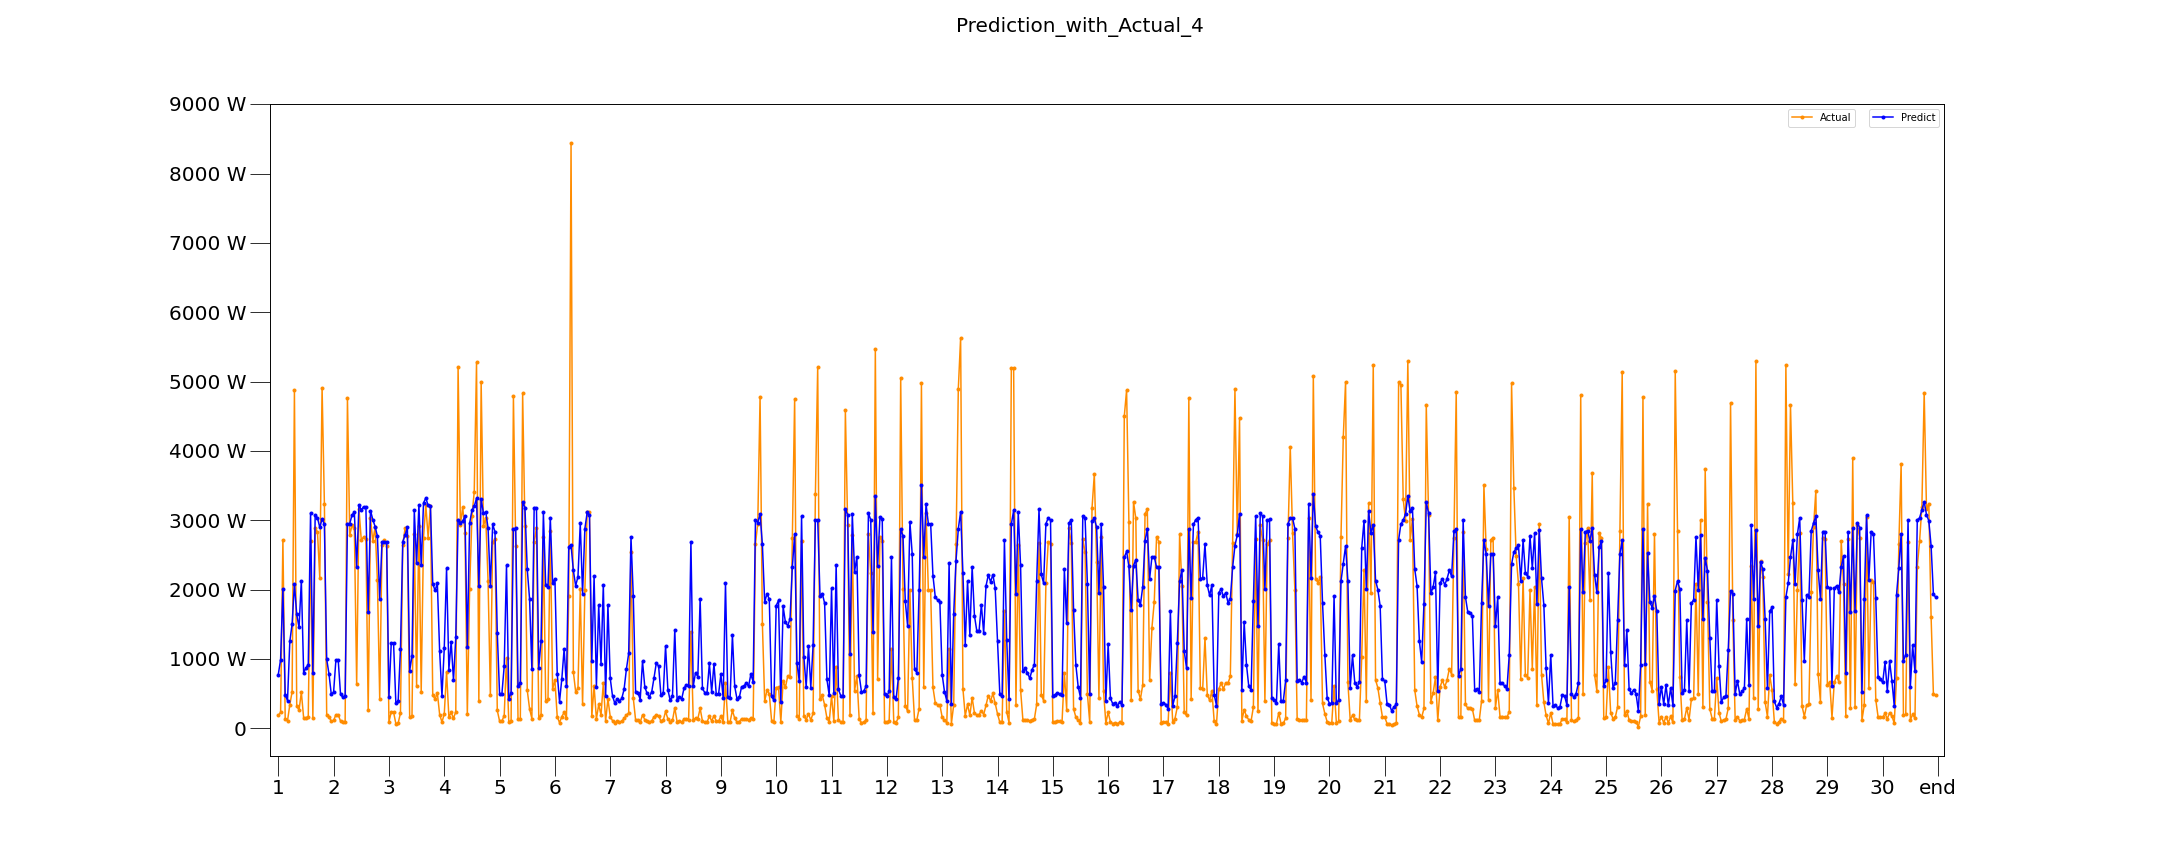 Prediction_with_Actual_4
9000 W
8000 W
7000 W
6000 W
5000 W
4000 W
3000 W
2000 W
1000 W
0
Actual Predict
1 2 3 4 5 6 7 8 9 10 11 12 13 14 15 16 17 18 19 20 21 22 23 24 25 26 27 28 29 30 end